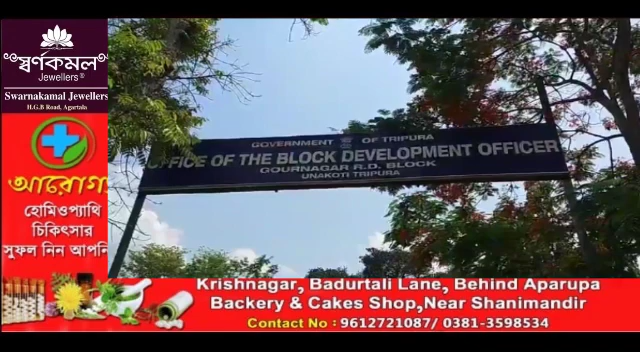 স্বর্ণকমল
Jewellers®
Swarnakamal Jewellers
H.G.B Road, Agartala
আরোগ্য
হোমিওপ্যাথি
চিকিৎসার
সুফল নিন
GOVERNMENT OF TRIPURA
OFFICE OF THE BLOCK DEVELOPMENT OFFICER
GOURNAGAR R.D. BLOCK
UNAKOTI TRIPURA
Krishnagar, Badurtali Lane, Behind Aparupa
Backery & Cakes Shop,Near Shanimandir
Contact No : 9612721087/ 0381-3598534